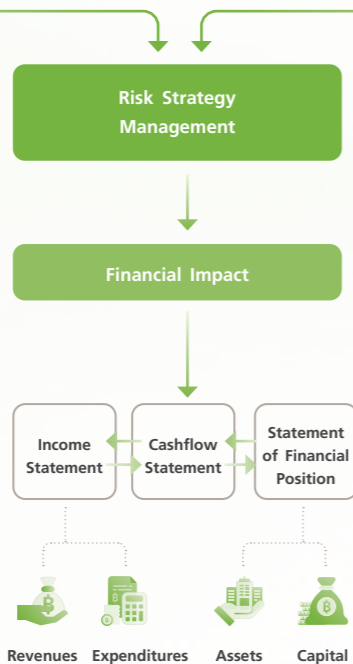 Risk Strategy
Management
Financial Impact
Income
Statement
Cashflow
Statement
Statement
of Financial
Position
Revenues
Expenditures
Assets
Capital